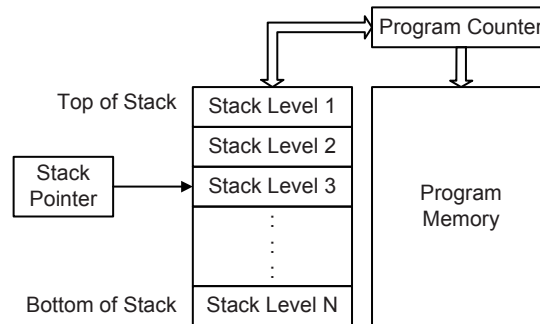 Program Counter
Top of Stack
Stack Level 1
Stack Level 2
Stack
Pointer
Stack Level 3
Program
Memory
:
:
:
Bottom of Stack
Stack Level N